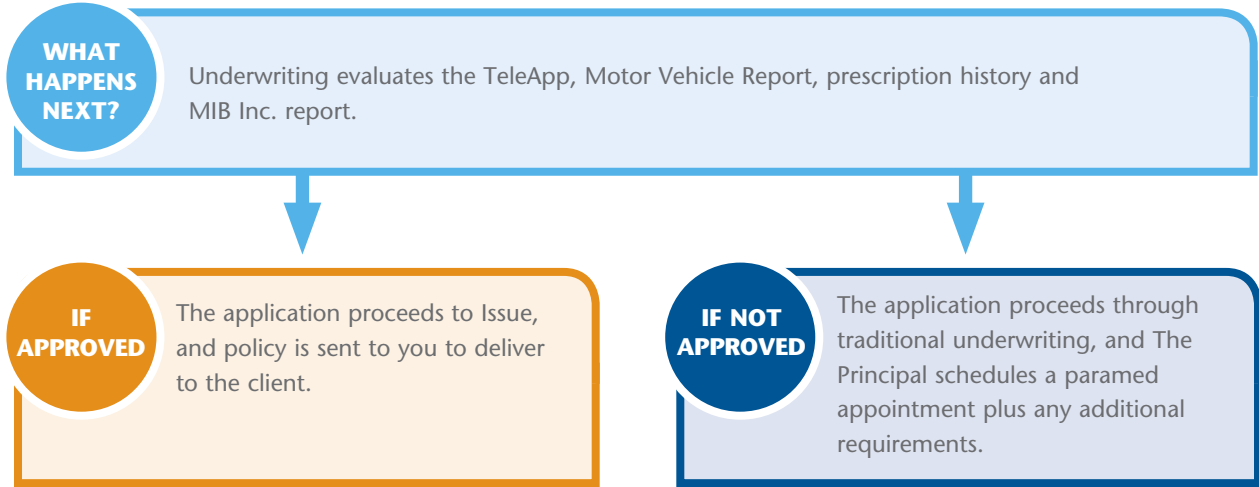 WHAT
HAPPENS
NEXT?
Underwriting evaluates the TeleApp, Motor Vehicle Report, prescription history and
MIB Inc. report.
IF
APPROVED
The application proceeds to Issue,
and policy is sent to you to deliver
to the client.
IF NOT
APPROVED
The application proceeds through
traditional underwriting, and The
Principal schedules a paramed
appointment plus any additional
requirements.